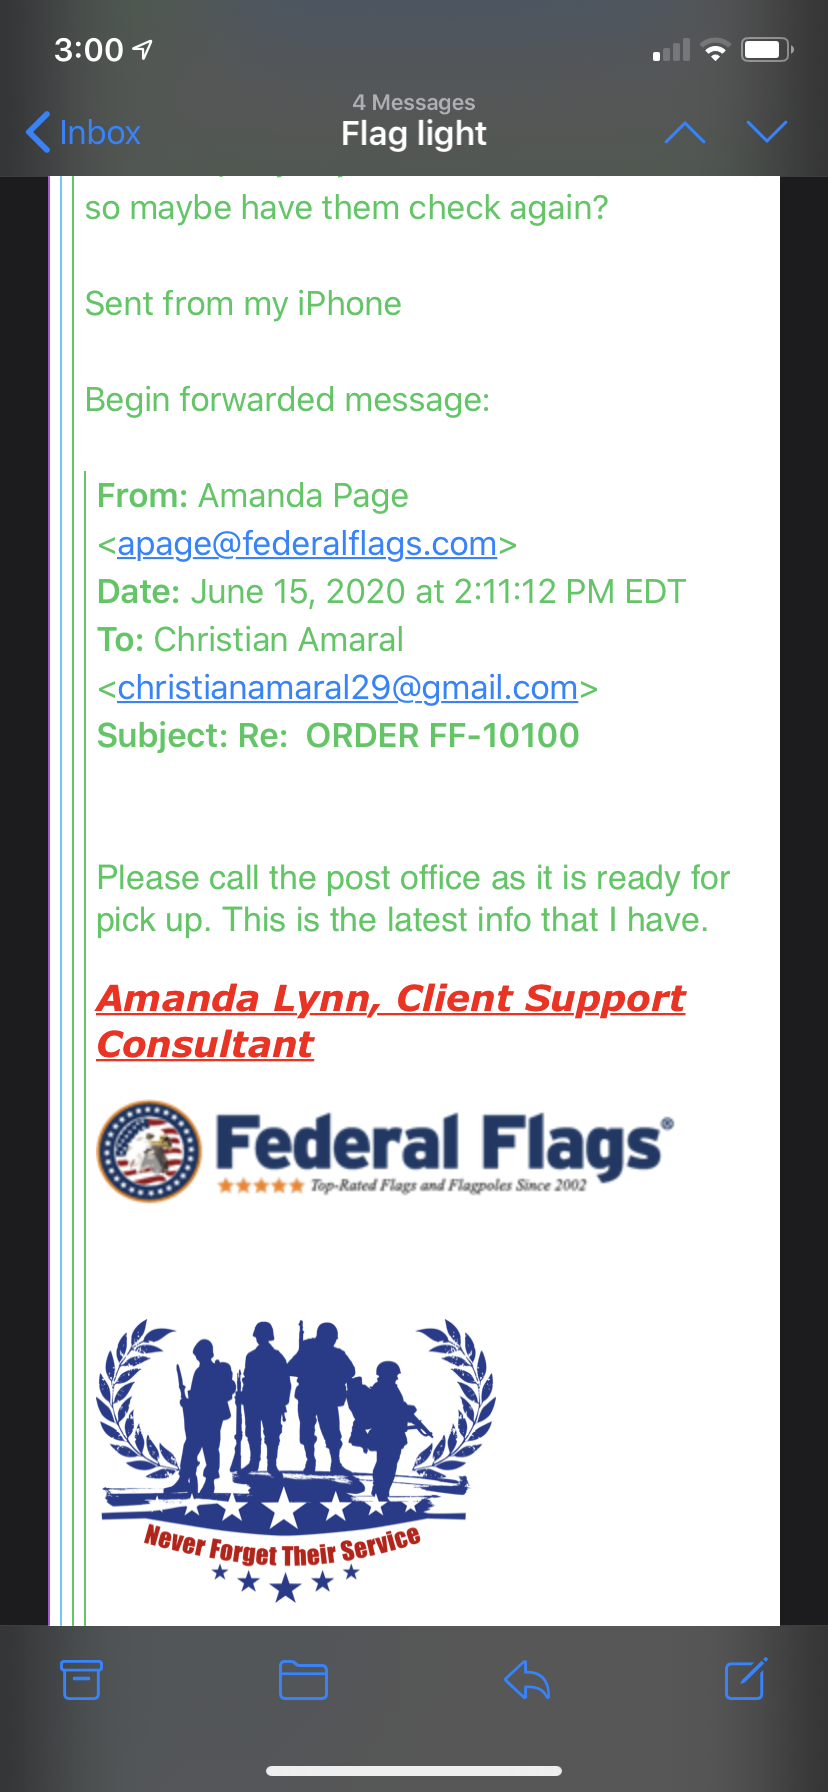 3:00
4 Messages
Inbox
Flag light
so maybe have them check again?
Sent from my iPhone
Begin forwarded message:
From: Amanda Page
<apage@federalflags.com>
Date: June 15, 2020 at 2:11:12 PM EDT
To: Christian Amaral
<christianamaral29@gmail.com>
Subject: Re:  ORDER FF-10100
Please call the post office as it is ready for
pick up. This is the latest info that I have.
Amanda Lynn, Client Support
Consultant
Federal Flags®
Top-Rated Flags and Flagpoles Since 2002
Never Forget Their Service